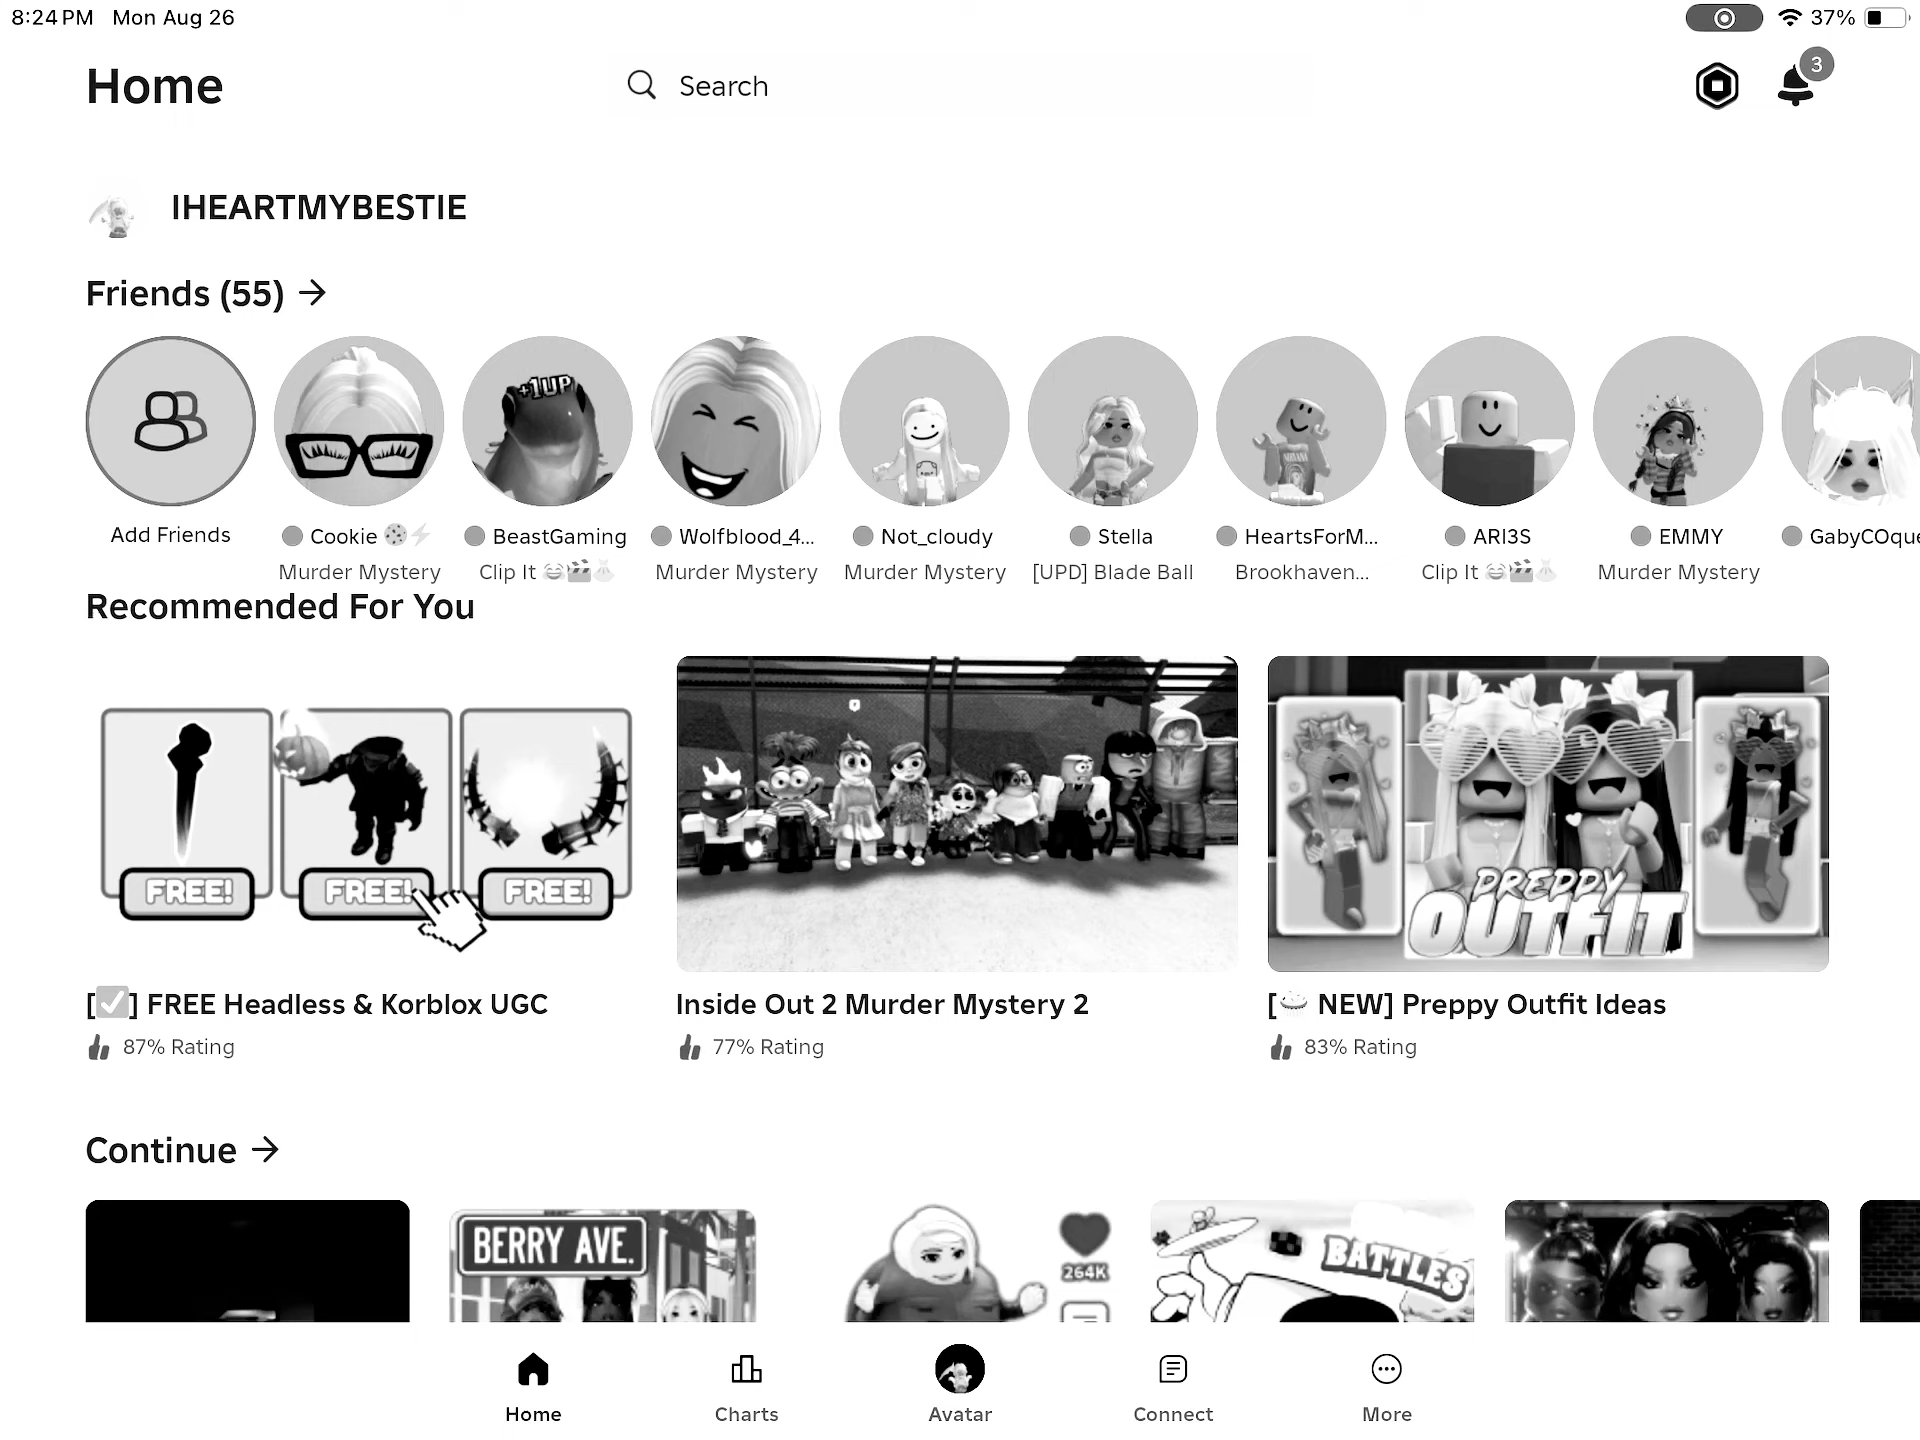 8:24 PM Mon Aug 26 37%
Home
Search
3
IHEARTMYBESTIE
Friends (55) →
+1UP
Add Friends
Cookie 🍪⚡
BeastGaming
Wolfblood_4...
Not_cloudy
Stella
HeartsForM...
ARI3S
EMMY
GabyCOque
Murder Mystery
Clip It 😂🎬👗
Murder Mystery
Murder Mystery
[UPD] Blade Ball
Brookhaven...
Clip It 😂🎬👗
Murder Mystery
Recommended For You
FREE! FREE! FREE!
PREPPY
OUTFIT
[☑️] FREE Headless & Korblox UGC
87% Rating
Inside Out 2 Murder Mystery 2
77% Rating
[🧁 NEW] Preppy Outfit Ideas
83% Rating
Continue →
BERRY AVE.
264K
BATTLES
Home
Charts
Avatar
Connect
More